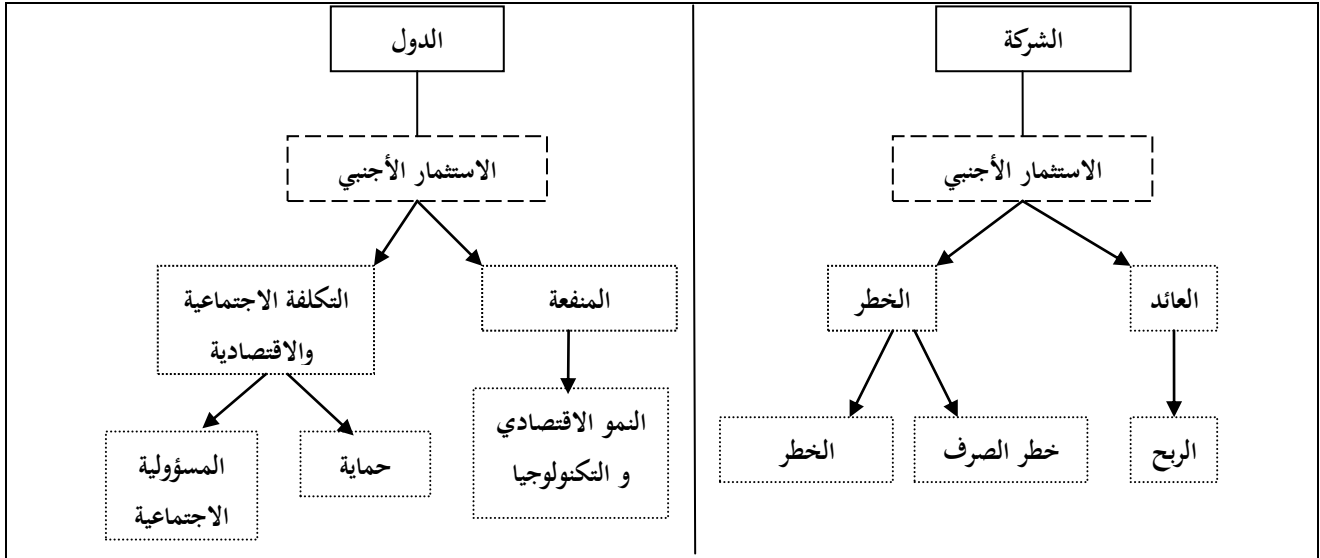 الشركة
الاستثمار الأجنبي
العائد
الخطر
الربح
خطر الصرف
الخطر
الدول
الاستثمار الأجنبي
المنفعة
التكلفة الاجتماعية
والاقتصادية
النمو الاقتصادي
و التكنولوجيا
حماية
المسؤولية
الاجتماعية